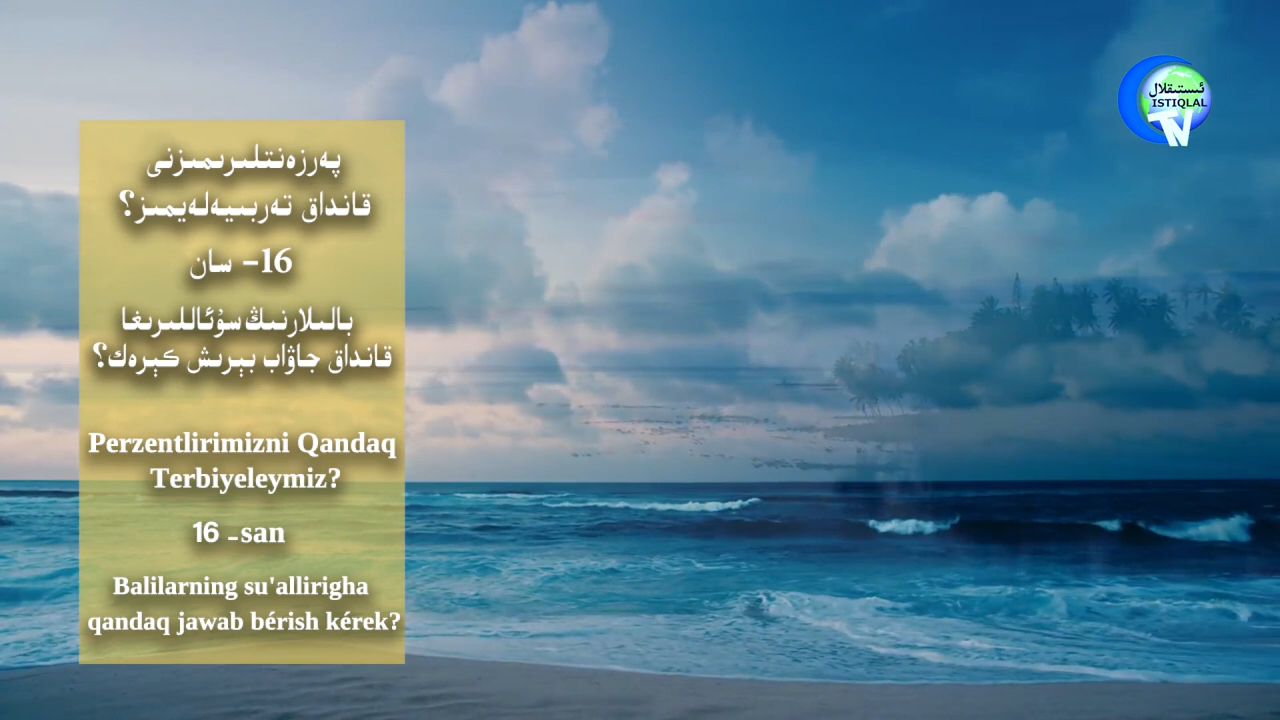 پەرزەنتلىرىمىزنى
قانداق تەربىيەلەيمىز؟
16- سان
بالىلارنىڭ سۇئاللىرىغا
قانداق جاۋاب بېرىش كېرەك؟
Perzentlirimizni Qandaq
Terbiyeleymiz?
16 -san
Balilarning su'allirigha
qandaq jawab bérish kérek?
ئىستىقلال
ISTIQLAL
TV